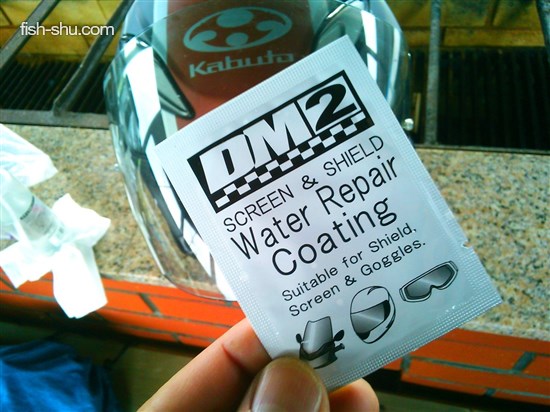 fish-shu.com
Kabuto
DM2
SCREEN & SHIELD
Water Repair
Coating
Suitable for Shield,
Screen & Goggles.